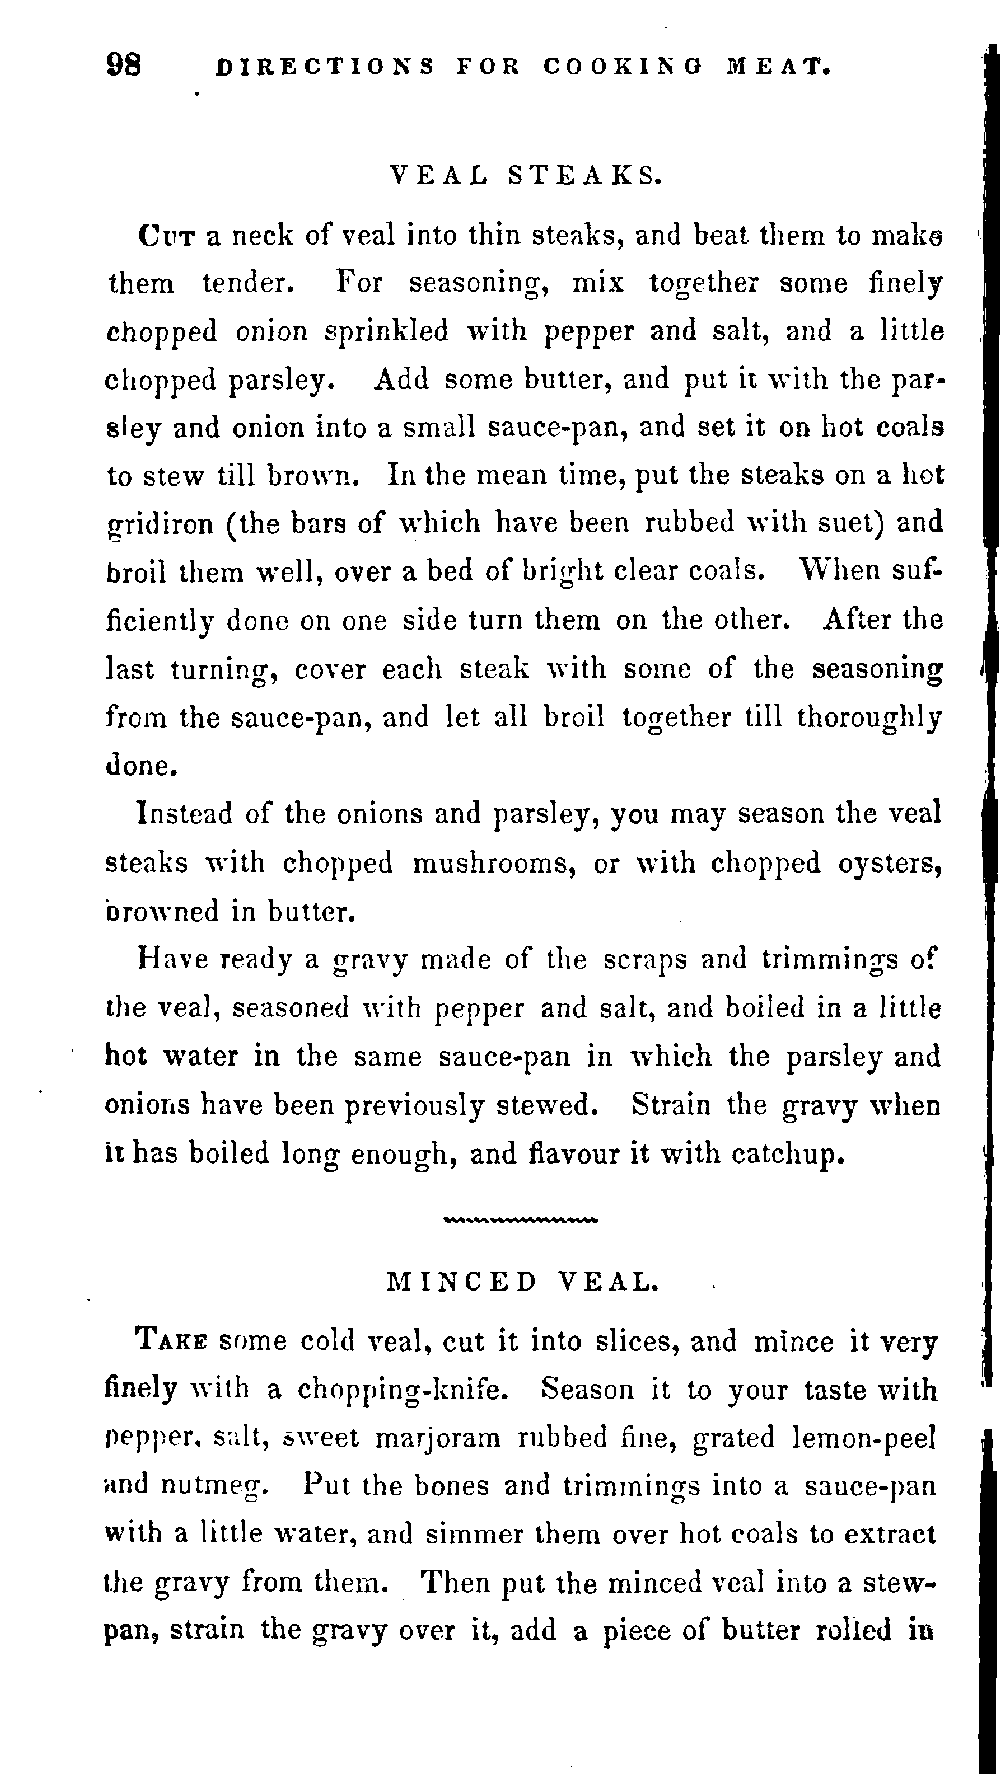 98 DIRECTIONS FOR COOKING MEAT.
VEAL STEAKS.
CUT a neck of veal into thin steaks, and beat them to make
them tender. For seasoning, mix together some finely
chopped onion sprinkled with pepper and salt, and a little
chopped parsley. Add some butter, and put it with the par-
sley and onion into a small sauce-pan, and set it on hot coals
to stew till brown. In the mean time, put the steaks on a hot
gridiron (the bars of which have been rubbed with suet) and
broil them well, over a bed of bright clear coals. When suf-
ficiently done on one side turn them on the other. After the
last turning, cover each steak with some of the seasoning
from the sauce-pan, and let all broil together till thoroughly
done.
Instead of the onions and parsley, you may season the veal
steaks with chopped mushrooms, or with chopped oysters,
browned in butter.
Have ready a gravy made of the scraps and trimmings of
the veal, seasoned with pepper and salt, and boiled in a little
hot water in the same sauce-pan in which the parsley and
onions have been previously stewed. Strain the gravy when
it has boiled long enough, and flavour it with catchup.
MINCED VEAL.
TAKE some cold veal, cut it into slices, and mince it very
finely with a chopping-knife. Season it to your taste with
pepper, salt, sweet marjoram rubbed fine, grated lemon-peel
and nutmeg. Put the bones and trimmings into a sauce-pan
with a little water, and simmer them over hot coals to extract
the gravy from them. Then put the minced veal into a stew-
pan, strain the gravy over it, add a piece of butter rolled in